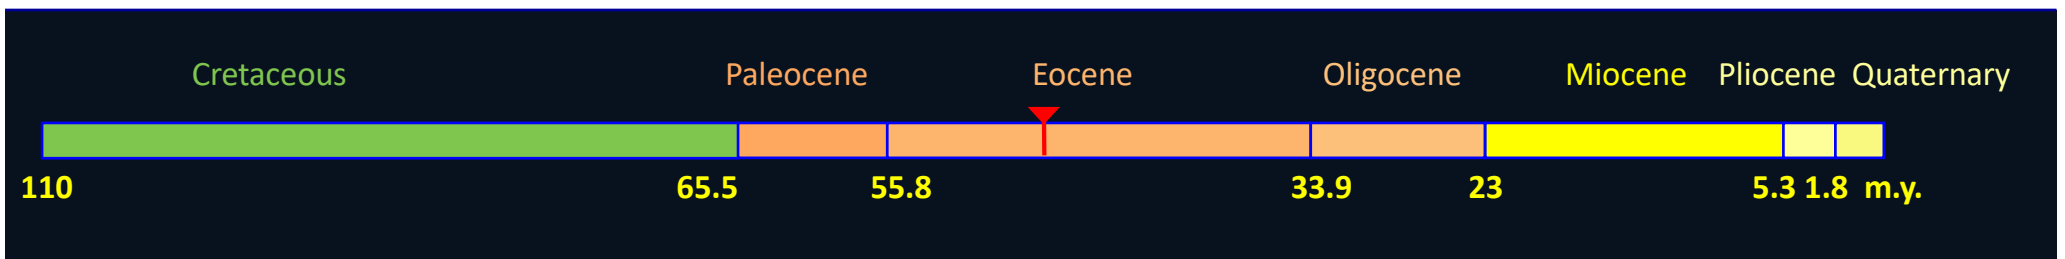 Cretaceous Paleocene Eocene Oligocene Miocene Pliocene Quaternary
110 65.5 55.8 33.9 23 5.3 1.8 m.y.